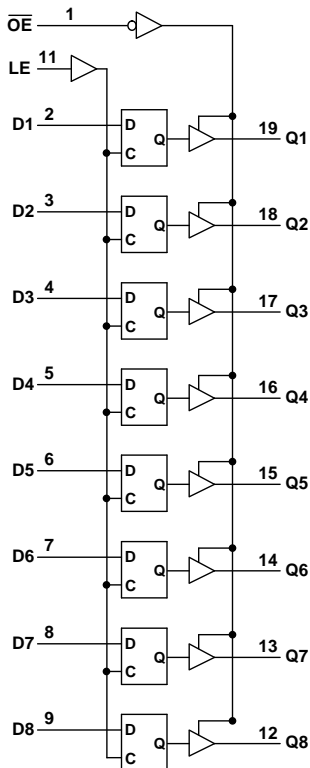 OE 1
LE 11
D1 2 D Q C 19 Q1
D2 3 D Q C 18 Q2
D3 4 D Q C 17 Q3
D4 5 D Q C 16 Q4
D5 6 D Q C 15 Q5
D6 7 D Q C 14 Q6
D7 8 D Q C 13 Q7
D8 9 D Q C 12 Q8